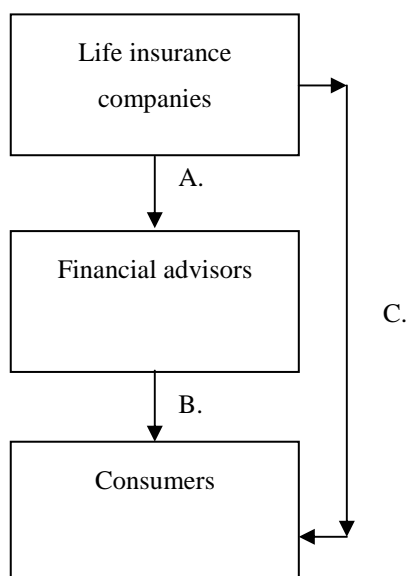 Life insurance
companies
A.
Financial advisors
C.
B.
Consumers